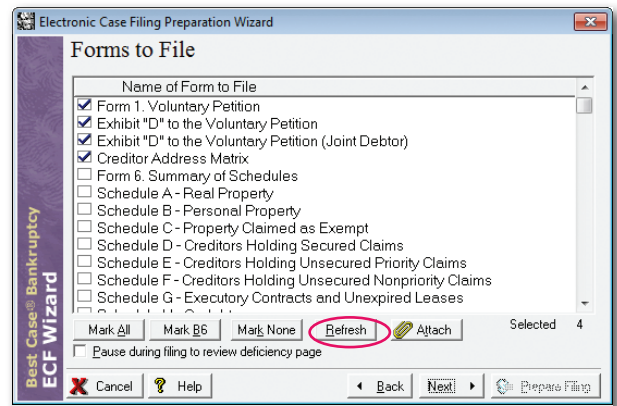 Electronic Case Filing Preparation Wizard
Forms to File
Name of Form to File
Form 1. Voluntary Petition
Exhibit "D" to the Voluntary Petition
Exhibit "D" to the Voluntary Petition (Joint Debtor)
Creditor Address Matrix
Form 6. Summary of Schedules
Schedule A - Real Property
Schedule B - Personal Property
Schedule C - Property Claimed as Exempt
Schedule D - Creditors Holding Secured Claims
Schedule E - Creditors Holding Unsecured Priority Claims
Schedule F - Creditors Holding Unsecured Nonpriority Claims
Schedule G - Executory Contracts and Unexpired Leases
Mark All Mark B6 Mark None Refresh Attach Selected 4
Pause during filing to review deficiency page
Cancel Help Back Next Prepare Filing
Best Case® Bankruptcy
ECF Wizard